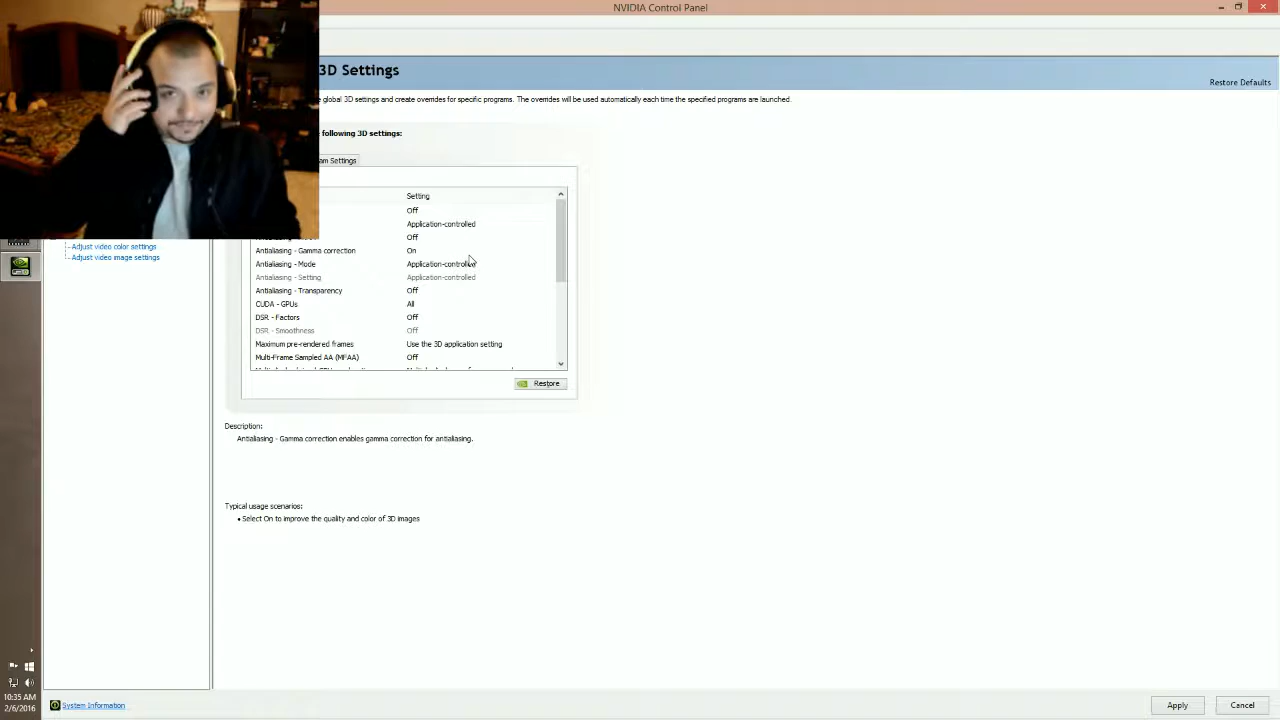 NVIDIA Control Panel
3D Settings
Restore Defaults
global 3D settings and create overrides for specific programs. The overrides will be used automatically each time the specified programs are launched.
following 3D settings:
am Settings
Setting
Off
Application-controlled
Off
Antialiasing - Gamma correction On
Antialiasing - Mode Application-controlled
Antialiasing - Setting Application-controlled
Antialiasing - Transparency Off
CUDA - GPUs All
DSR - Factors Off
DSR - Smoothness Off
Maximum pre-rendered frames Use the 3D application setting
Multi-Frame Sampled AA (MFAA) Off
Restore
Adjust video color settings
Adjust video image settings
Description:
Antialiasing - Gamma correction enables gamma correction for antialiasing.
Typical usage scenarios:
• Select On to improve the quality and color of 3D images
10:35 AM
2/6/2016
System Information
Apply
Cancel